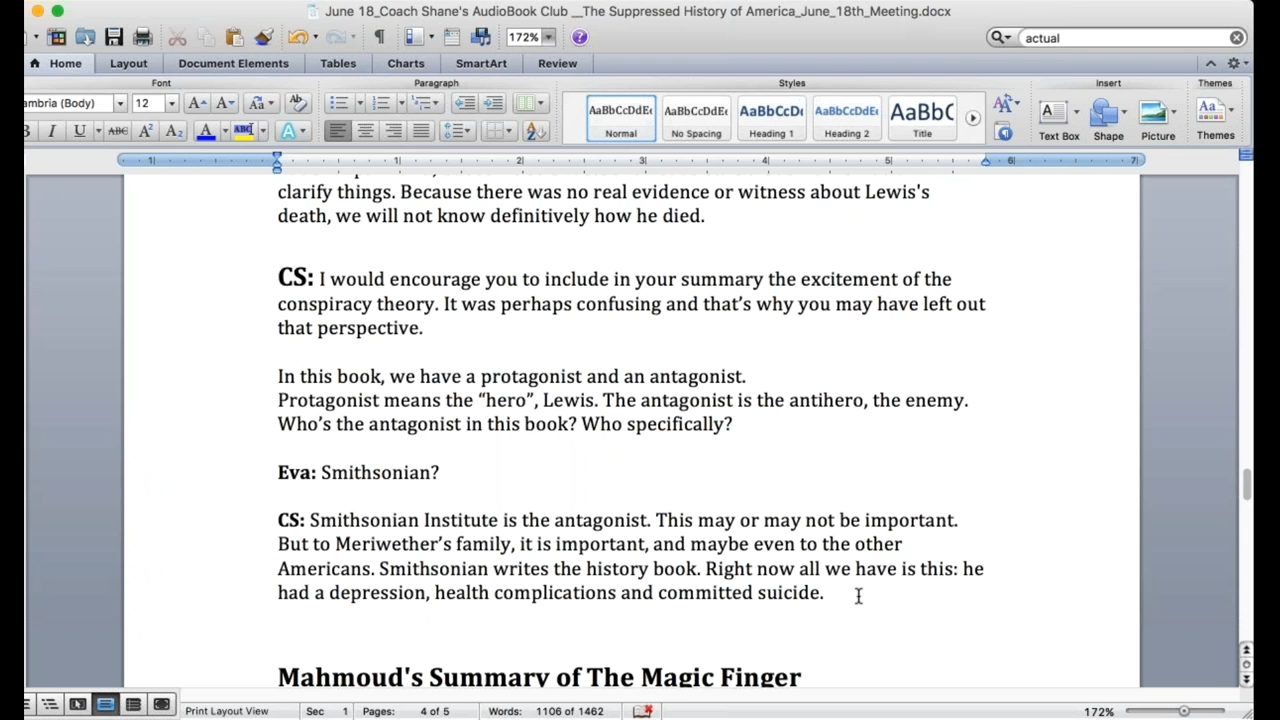 June 18_Coach Shane's AudioBook Club __The Suppressed History of America_June_18th_Meeting.docx
172%
actual
Home Layout Document Elements Tables Charts SmartArt Review
Font Paragraph Styles Insert Themes
mbria (Body) 12
AaBbCcDdEe AaBbCcDdEe AaBbCcDc AaBbCcDdEe AaBbC
Normal No Spacing Heading 1 Heading 2 Title Text Box Shape Picture Themes
clarify things. Because there was no real evidence or witness about Lewis's
death, we will not know definitively how he died.
CS: I would encourage you to include in your summary the excitement of the
conspiracy theory. It was perhaps confusing and that’s why you may have left out
that perspective.
In this book, we have a protagonist and an antagonist.
Protagonist means the “hero”, Lewis. The antagonist is the antihero, the enemy.
Who’s the antagonist in this book? Who specifically?
Eva: Smithsonian?
CS: Smithsonian Institute is the antagonist. This may or may not be important.
But to Meriwether’s family, it is important, and maybe even to the other
Americans. Smithsonian writes the history book. Right now all we have is this: he
had a depression, health complications and committed suicide.
Mahmoud's Summary of The Magic Finger
Print Layout View Sec 1 Pages: 4 of 5 Words: 1106 of 1462 172%